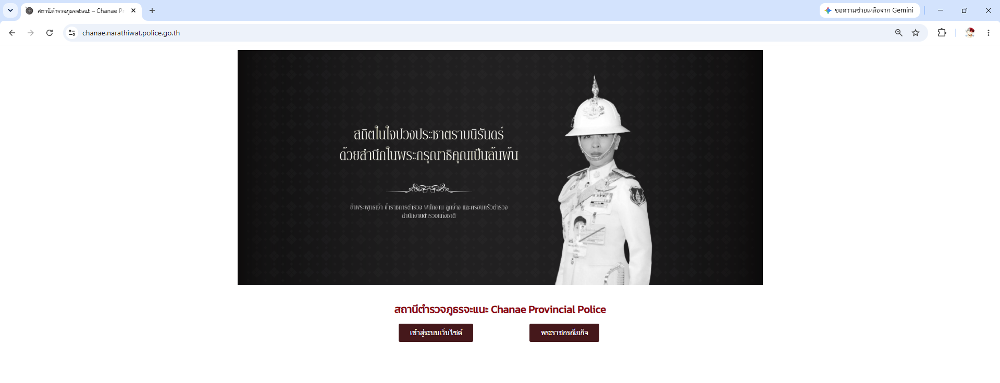 สถานีตำรวจภูธรจะแนะ – Chanae Pr
ขอความช่วยเหลือจาก Gemini
chanae.narathiwat.police.go.th
สถิตในใจปวงประชาตราบนิรันดร์
ด้วยสำนึกในพระกรุณาธิคุณเป็นล้นพ้น
ข้าพระพุทธเจ้า ข้าราชการตำรวจ พนักงาน ลูกจ้าง และครอบครัวตำรวจ
สำนักงานตำรวจแห่งชาติ
สถานีตำรวจภูธรจะแนะ Chanae Provincial Police
เข้าสู่ระบบเว็บไซต์
พระราชกรณียกิจ